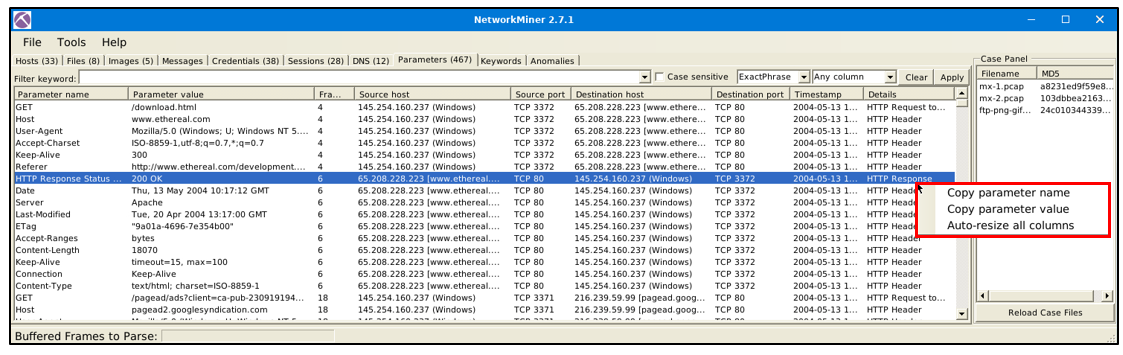 NetworkMiner 2.7.1
File Tools Help
Hosts (33) Files (8) Images (5) Messages Credentials (38) Sessions (28) DNS (12) Parameters (467) Keywords Anomalies
Filter keyword: Case sensitive ExactPhrase Any column Clear Apply
Parameter name Parameter value Fra... Source host Source port Destination host Destination port Timestamp Details
GET /download.html 4 145.254.160.237 (Windows) TCP 3372 65.208.228.223 [www.ethere... TCP 80 2004-05-13 1... HTTP Request to...
Host www.ethereal.com 4 145.254.160.237 (Windows) TCP 3372 65.208.228.223 [www.ethere... TCP 80 2004-05-13 1... HTTP Header
User-Agent Mozilla/5.0 (Windows; U; Windows NT 5.... 4 145.254.160.237 (Windows) TCP 3372 65.208.228.223 [www.ethere... TCP 80 2004-05-13 1... HTTP Header
Accept-Charset ISO-8859-1,utf-8;q=0.7,*;q=0.7 4 145.254.160.237 (Windows) TCP 3372 65.208.228.223 [www.ethere... TCP 80 2004-05-13 1... HTTP Header
Keep-Alive 300 4 145.254.160.237 (Windows) TCP 3372 65.208.228.223 [www.ethere... TCP 80 2004-05-13 1... HTTP Header
Referer http://www.ethereal.com/development.... 4 145.254.160.237 (Windows) TCP 3372 65.208.228.223 [www.ethere... TCP 80 2004-05-13 1... HTTP Header
HTTP Response Status ... 200 OK 6 65.208.228.223 [www.ethereal.... TCP 80 145.254.160.237 (Windows) TCP 3372 2004-05-13 1... HTTP Response
Date Thu, 13 May 2004 10:17:12 GMT 6 65.208.228.223 [www.ethereal.... TCP 80 145.254.160.237 (Windows) TCP 3372 2004-05-13 1... HTTP
Server Apache 6 65.208.228.223 [www.ethereal.... TCP 80 145.254.160.237 (Windows) TCP 3372 2004-05-13 1... HTTP
Last-Modified Tue, 20 Apr 2004 13:17:00 GMT 6 65.208.228.223 [www.ethereal.... TCP 80 145.254.160.237 (Windows) TCP 3372 2004-05-13 1... HTTP
ETag "9a01a-4696-7e354b00" 6 65.208.228.223 [www.ethereal.... TCP 80 145.254.160.237 (Windows) TCP 3372 2004-05-13 1... HTTP
Accept-Ranges bytes 6 65.208.228.223 [www.ethereal.... TCP 80 145.254.160.237 (Windows) TCP 3372 2004-05-13 1... HTTP Header
Content-Length 18070 6 65.208.228.223 [www.ethereal.... TCP 80 145.254.160.237 (Windows) TCP 3372 2004-05-13 1... HTTP Header
Keep-Alive timeout=15, max=100 6 65.208.228.223 [www.ethereal.... TCP 80 145.254.160.237 (Windows) TCP 3372 2004-05-13 1... HTTP Header
Connection Keep-Alive 6 65.208.228.223 [www.ethereal.... TCP 80 145.254.160.237 (Windows) TCP 3372 2004-05-13 1... HTTP Header
Content-Type text/html; charset=ISO-8859-1 6 65.208.228.223 [www.ethereal.... TCP 80 145.254.160.237 (Windows) TCP 3372 2004-05-13 1... HTTP Header
GET /pagead/ads?client=ca-pub-230919194... 18 145.254.160.237 (Windows) TCP 3371 216.239.59.99 [pagead.goog... TCP 80 2004-05-13 1... HTTP Request to...
Host pagead2.googlesyndication.com 18 145.254.160.237 (Windows) TCP 3371 216.239.59.99 [pagead.goog... TCP 80 2004-05-13 1... HTTP Header
Copy parameter name
Copy parameter value
Auto-resize all columns
Case Panel
Filename MD5
mx-1.pcap a8231ed9f59e8...
mx-2.pcap 103dbbea2163...
ftp-png-gif... 24c010344339...
Reload Case Files
Buffered Frames to Parse: